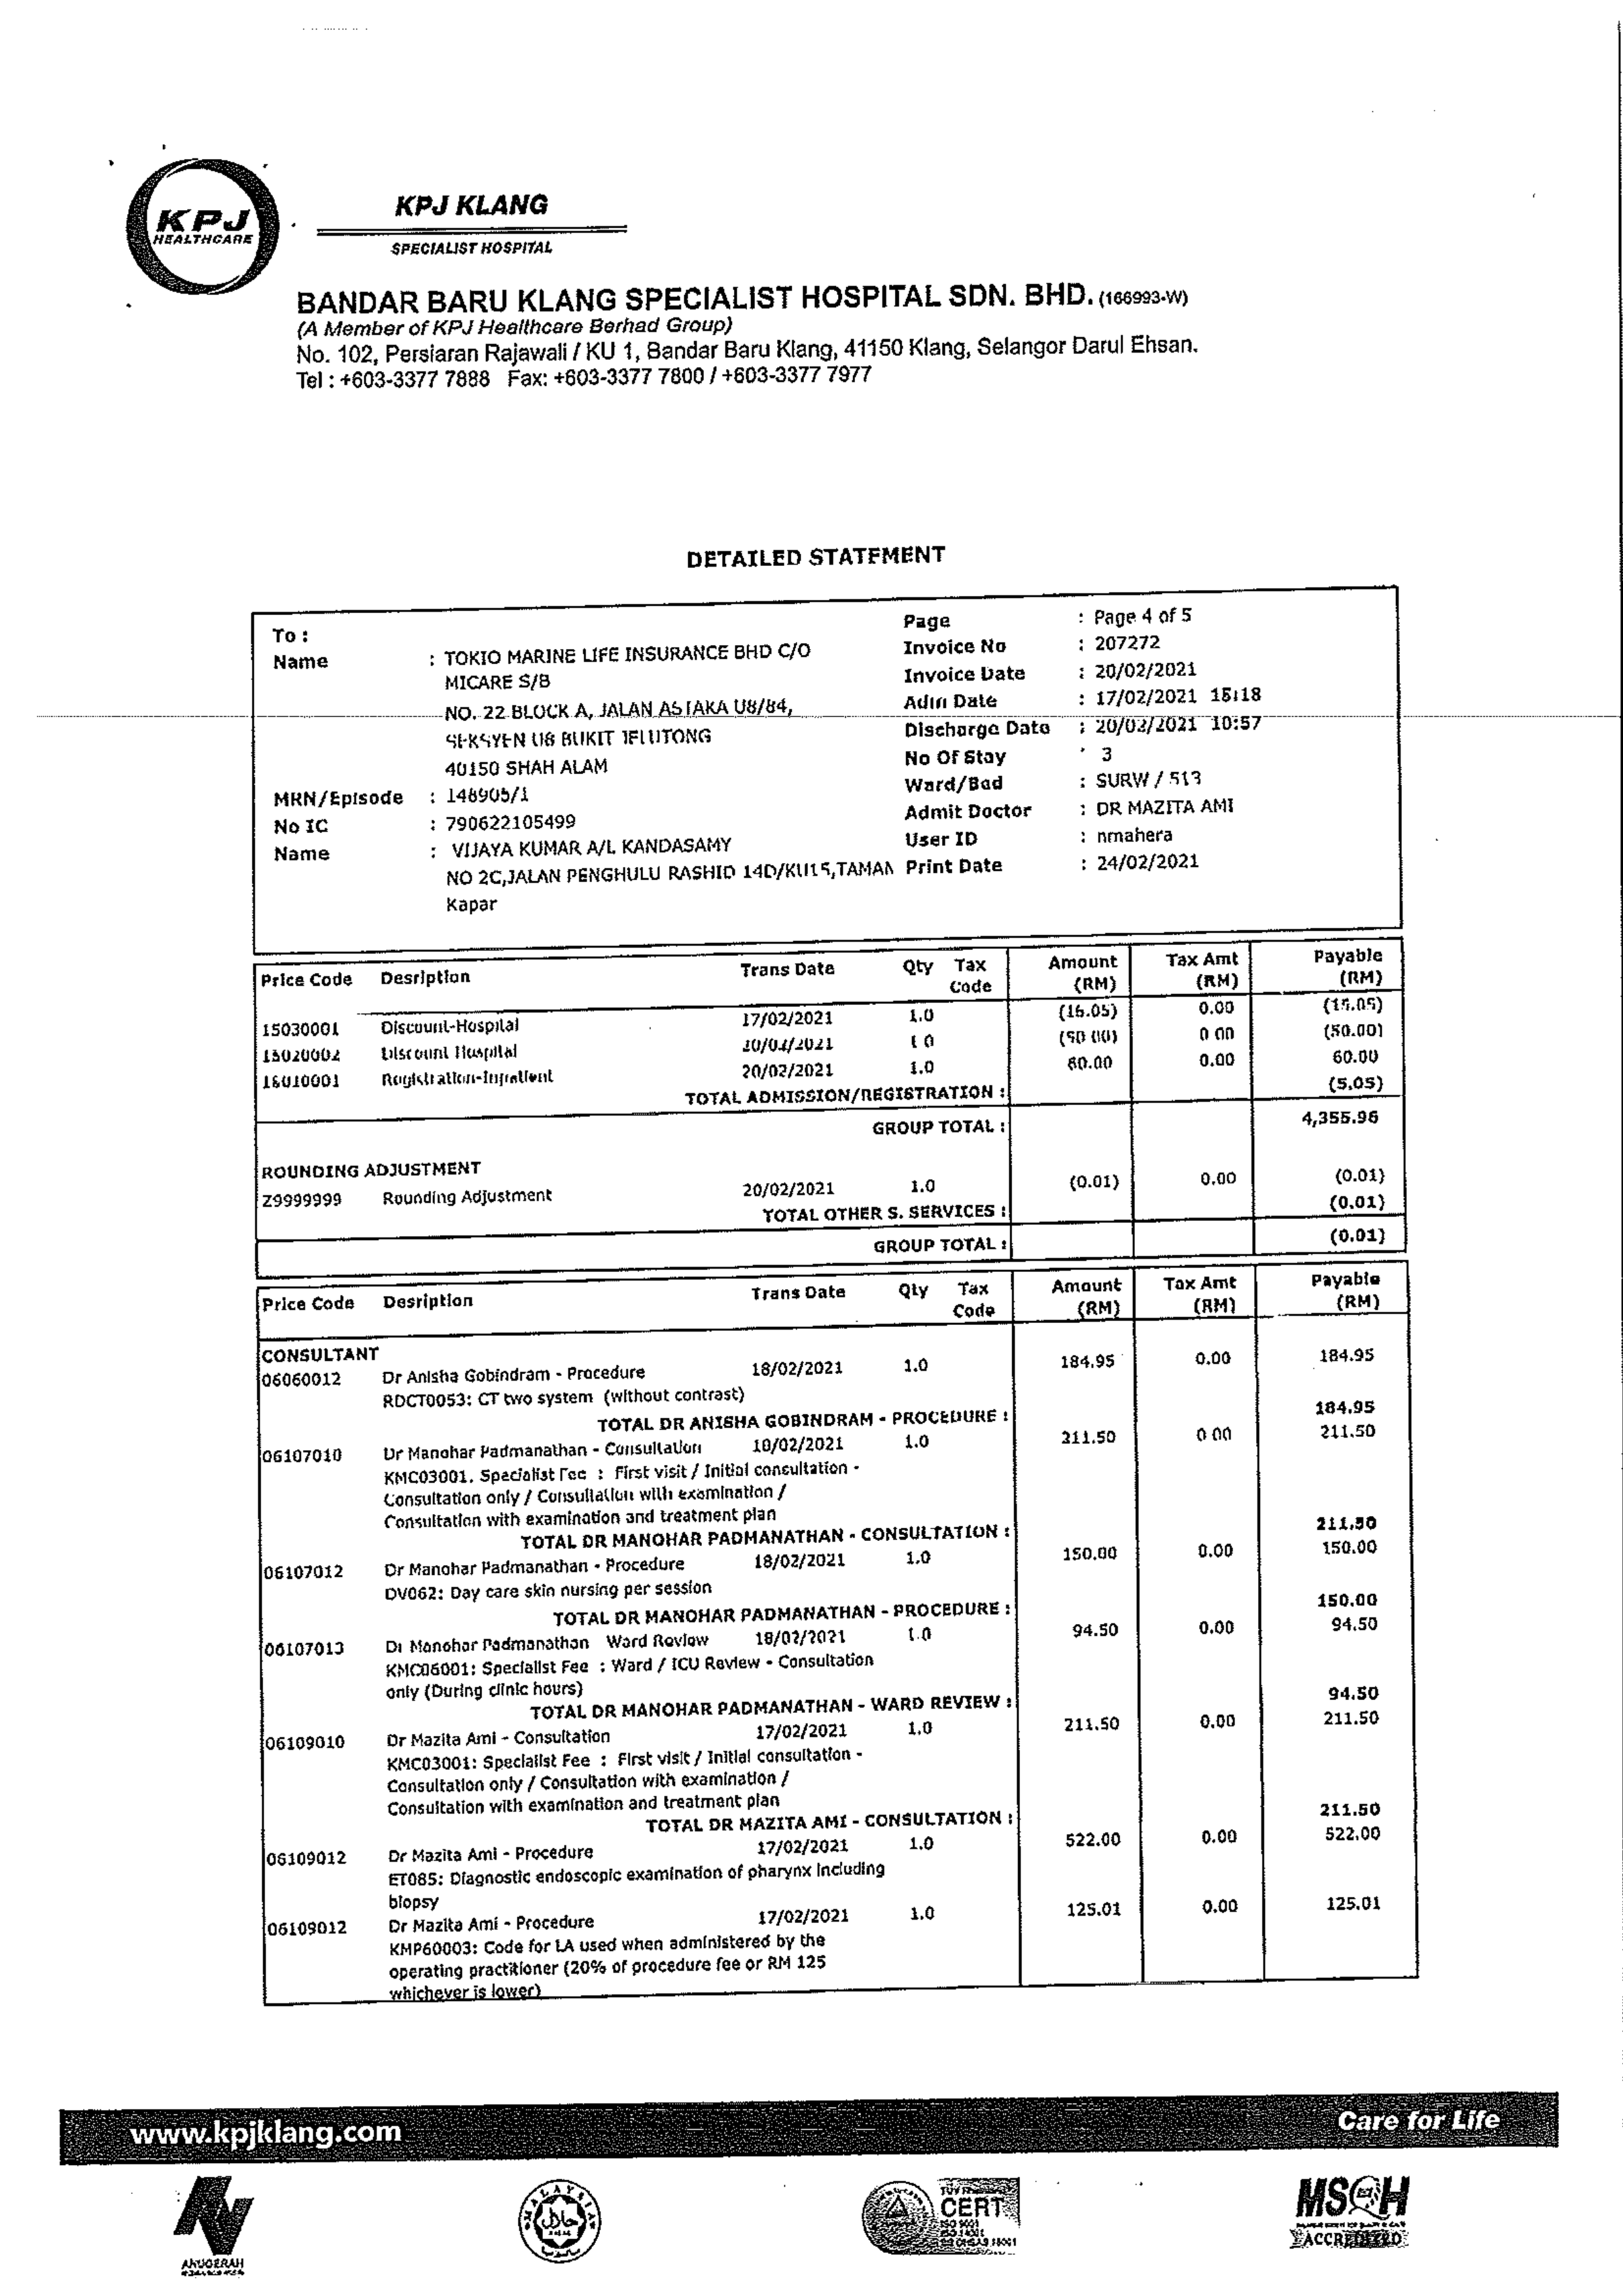 KPJ
HEALTHCARE
KPJ KLANG
SPECIALIST HOSPITAL
BANDAR BARU KLANG SPECIALIST HOSPITAL SDN. BHD. (166993-W)
(A Member of KPJ Healthcare Berhad Group)
No. 102, Persiaran Rajawali / KU 1, Bandar Baru Klang, 41150 Klang, Selangor Darul Ehsan.
Tel : +603-3377 7888 Fax: +603-3377 7800 / +603-3377 7977
DETAILED STATEMENT
To :
Name : TOKIO MARINE LIFE INSURANCE BHD C/O
MICARE S/B
NO. 22 BLOCK A, JALAN ASTAKA U8/84,
SEKSYEN U8 BUKIT JELUTONG
40150 SHAH ALAM
MRN/Episode : 148905/1
No IC : 790622105499
Name : VIJAYA KUMAR A/L KANDASAMY
NO 2C,JALAN PENGHULU RASHID 14D/KU15,TAMAN
Kapar
Page : Page 4 of 5
Invoice No : 207272
Invoice Date : 20/02/2021
Adm Date : 17/02/2021 15:18
Discharge Date : 20/02/2021 10:57
No Of Stay : 3
Ward/Bed : SURW / 513
Admit Doctor : DR MAZITA AMI
User ID : nmahera
Print Date : 24/02/2021
Price Code Desription Trans Date Qty Tax Code Amount (RM) Tax Amt (RM) Payable (RM)
15030001 Discount-Hospital 17/02/2021 1.0 0.00
Discount Hospital 1.0 (50.00) 0.00 (50.00)
Registration-Inpatient 20/02/2021 1.0 60.00 0.00 60.00
TOTAL ADMISSION/REGISTRATION : (5.05)
GROUP TOTAL : 4,355.96
ROUNDING ADJUSTMENT
Z9999999 Rounding Adjustment 20/02/2021 1.0 (0.01) 0.00 (0.01)
TOTAL OTHER S. SERVICES : (0.01)
GROUP TOTAL : (0.01)
Price Code Desription Trans Date Qty Tax Code Amount (RM) Tax Amt (RM) Payable (RM)
CONSULTANT
06060012 Dr Anisha Gobindram - Procedure 18/02/2021 1.0 184.95 0.00 184.95
RDCT0053: CT two system (without contrast)
TOTAL DR ANISHA GOBINDRAM - PROCEDURE : 184.95
06107010 Dr Manohar Padmanathan - Consultation 18/02/2021 1.0 211.50 0.00 211.50
KMC03001. Specialist Fee : First visit / Initial consultation -
Consultation only / Consultation with examination /
Consultation with examination and treatment plan
TOTAL DR MANOHAR PADMANATHAN - CONSULTATION : 211.50
06107012 Dr Manohar Padmanathan - Procedure 18/02/2021 1.0 150.00 0.00 150.00
DV062: Day care skin nursing per session
TOTAL DR MANOHAR PADMANATHAN - PROCEDURE : 150.00
06107013 Dr Manohar Padmanathan Ward Review 18/02/2021 1.0 94.50 0.00 94.50
KMC06001: Specialist Fee : Ward / ICU Review - Consultation
only (During clinic hours)
TOTAL DR MANOHAR PADMANATHAN - WARD REVIEW : 94.50
06109010 Dr Mazita Ami - Consultation 17/02/2021 1.0 211.50 0.00 211.50
KMC03001: Specialist Fee : First visit / Initial consultation -
Consultation only / Consultation with examination /
Consultation with examination and treatment plan
TOTAL DR MAZITA AMI - CONSULTATION : 211.50
06109012 Dr Mazita Ami - Procedure 17/02/2021 1.0 522.00 0.00 522.00
ET085: Diagnostic endoscopic examination of pharynx including
biopsy
06109012 Dr Mazita Ami - Procedure 17/02/2021 1.0 125.01 0.00 125.01
KMP60003: Code for LA used when administered by the
operating practitioner (20% of procedure fee or RM 125
whichever is lower)
www.kpjklang.com Care for Life
ANUGERAH
MALAYSIA
حلال
CERT
ISO 9001
MSQH
ACCREDITED